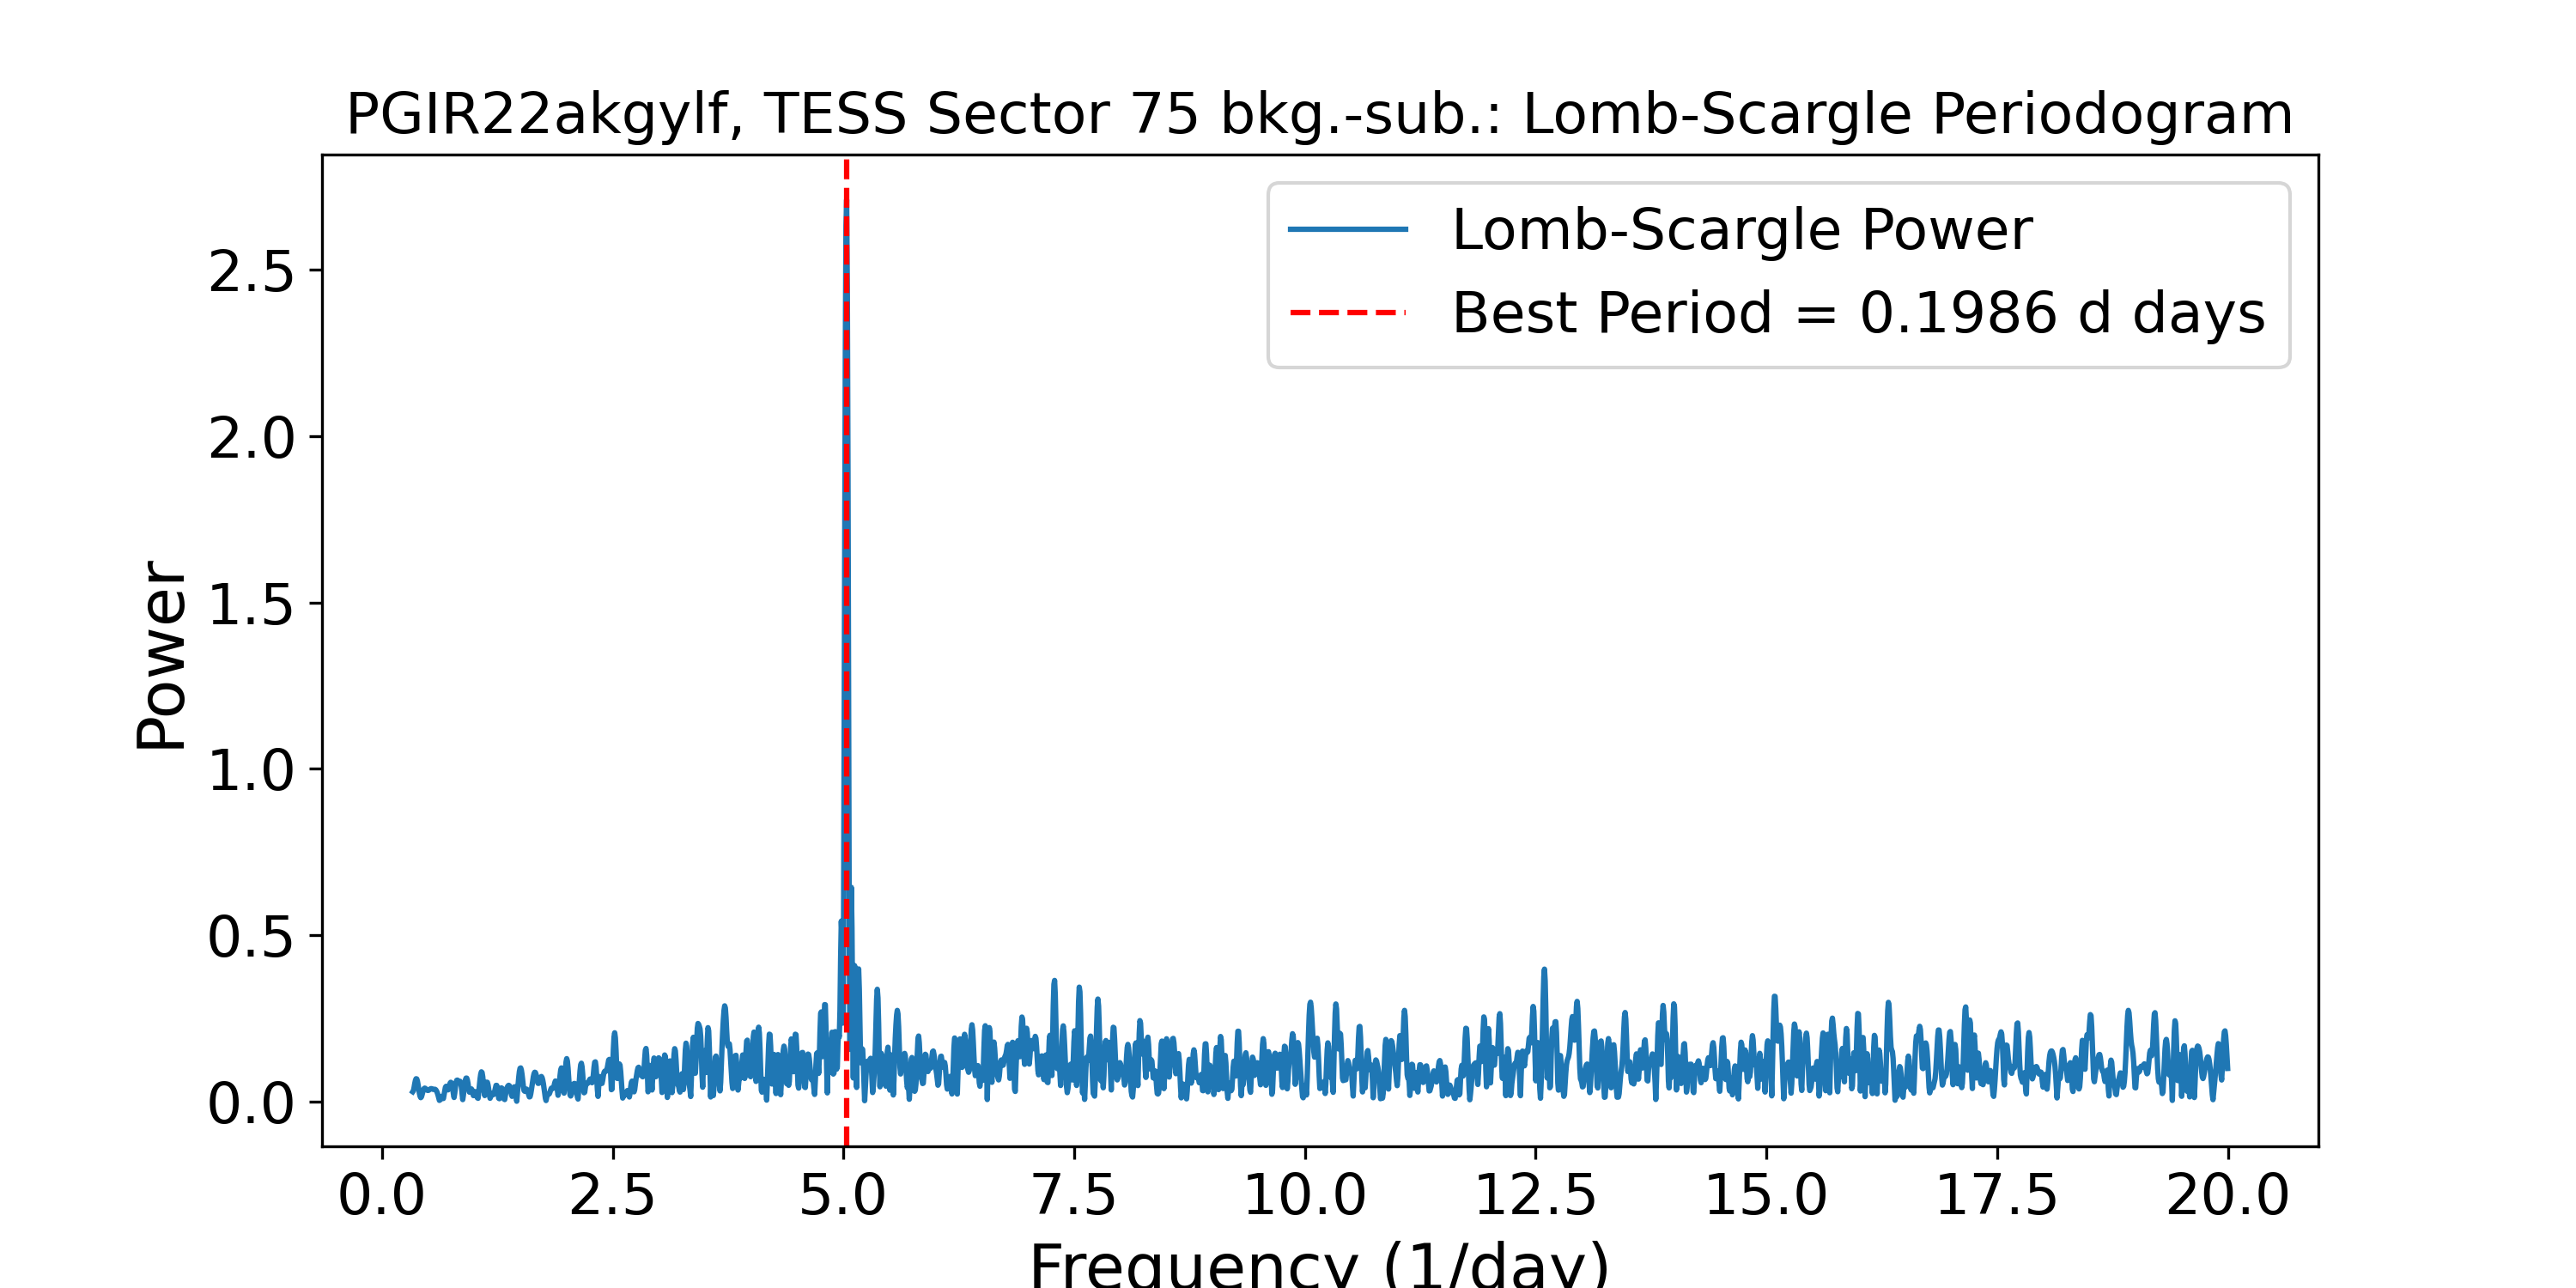 PGIR22akgylf, TESS Sector 75 bkg.-sub.: Lomb-Scargle Periodogram
Lomb-Scargle Power
Best Period = 0.1986 d days
Power
2.5
2.0
1.5
1.0
0.5
0.0
0.0 2.5 5.0 7.5 10.0 12.5 15.0 17.5 20.0
Frequency (1/day)